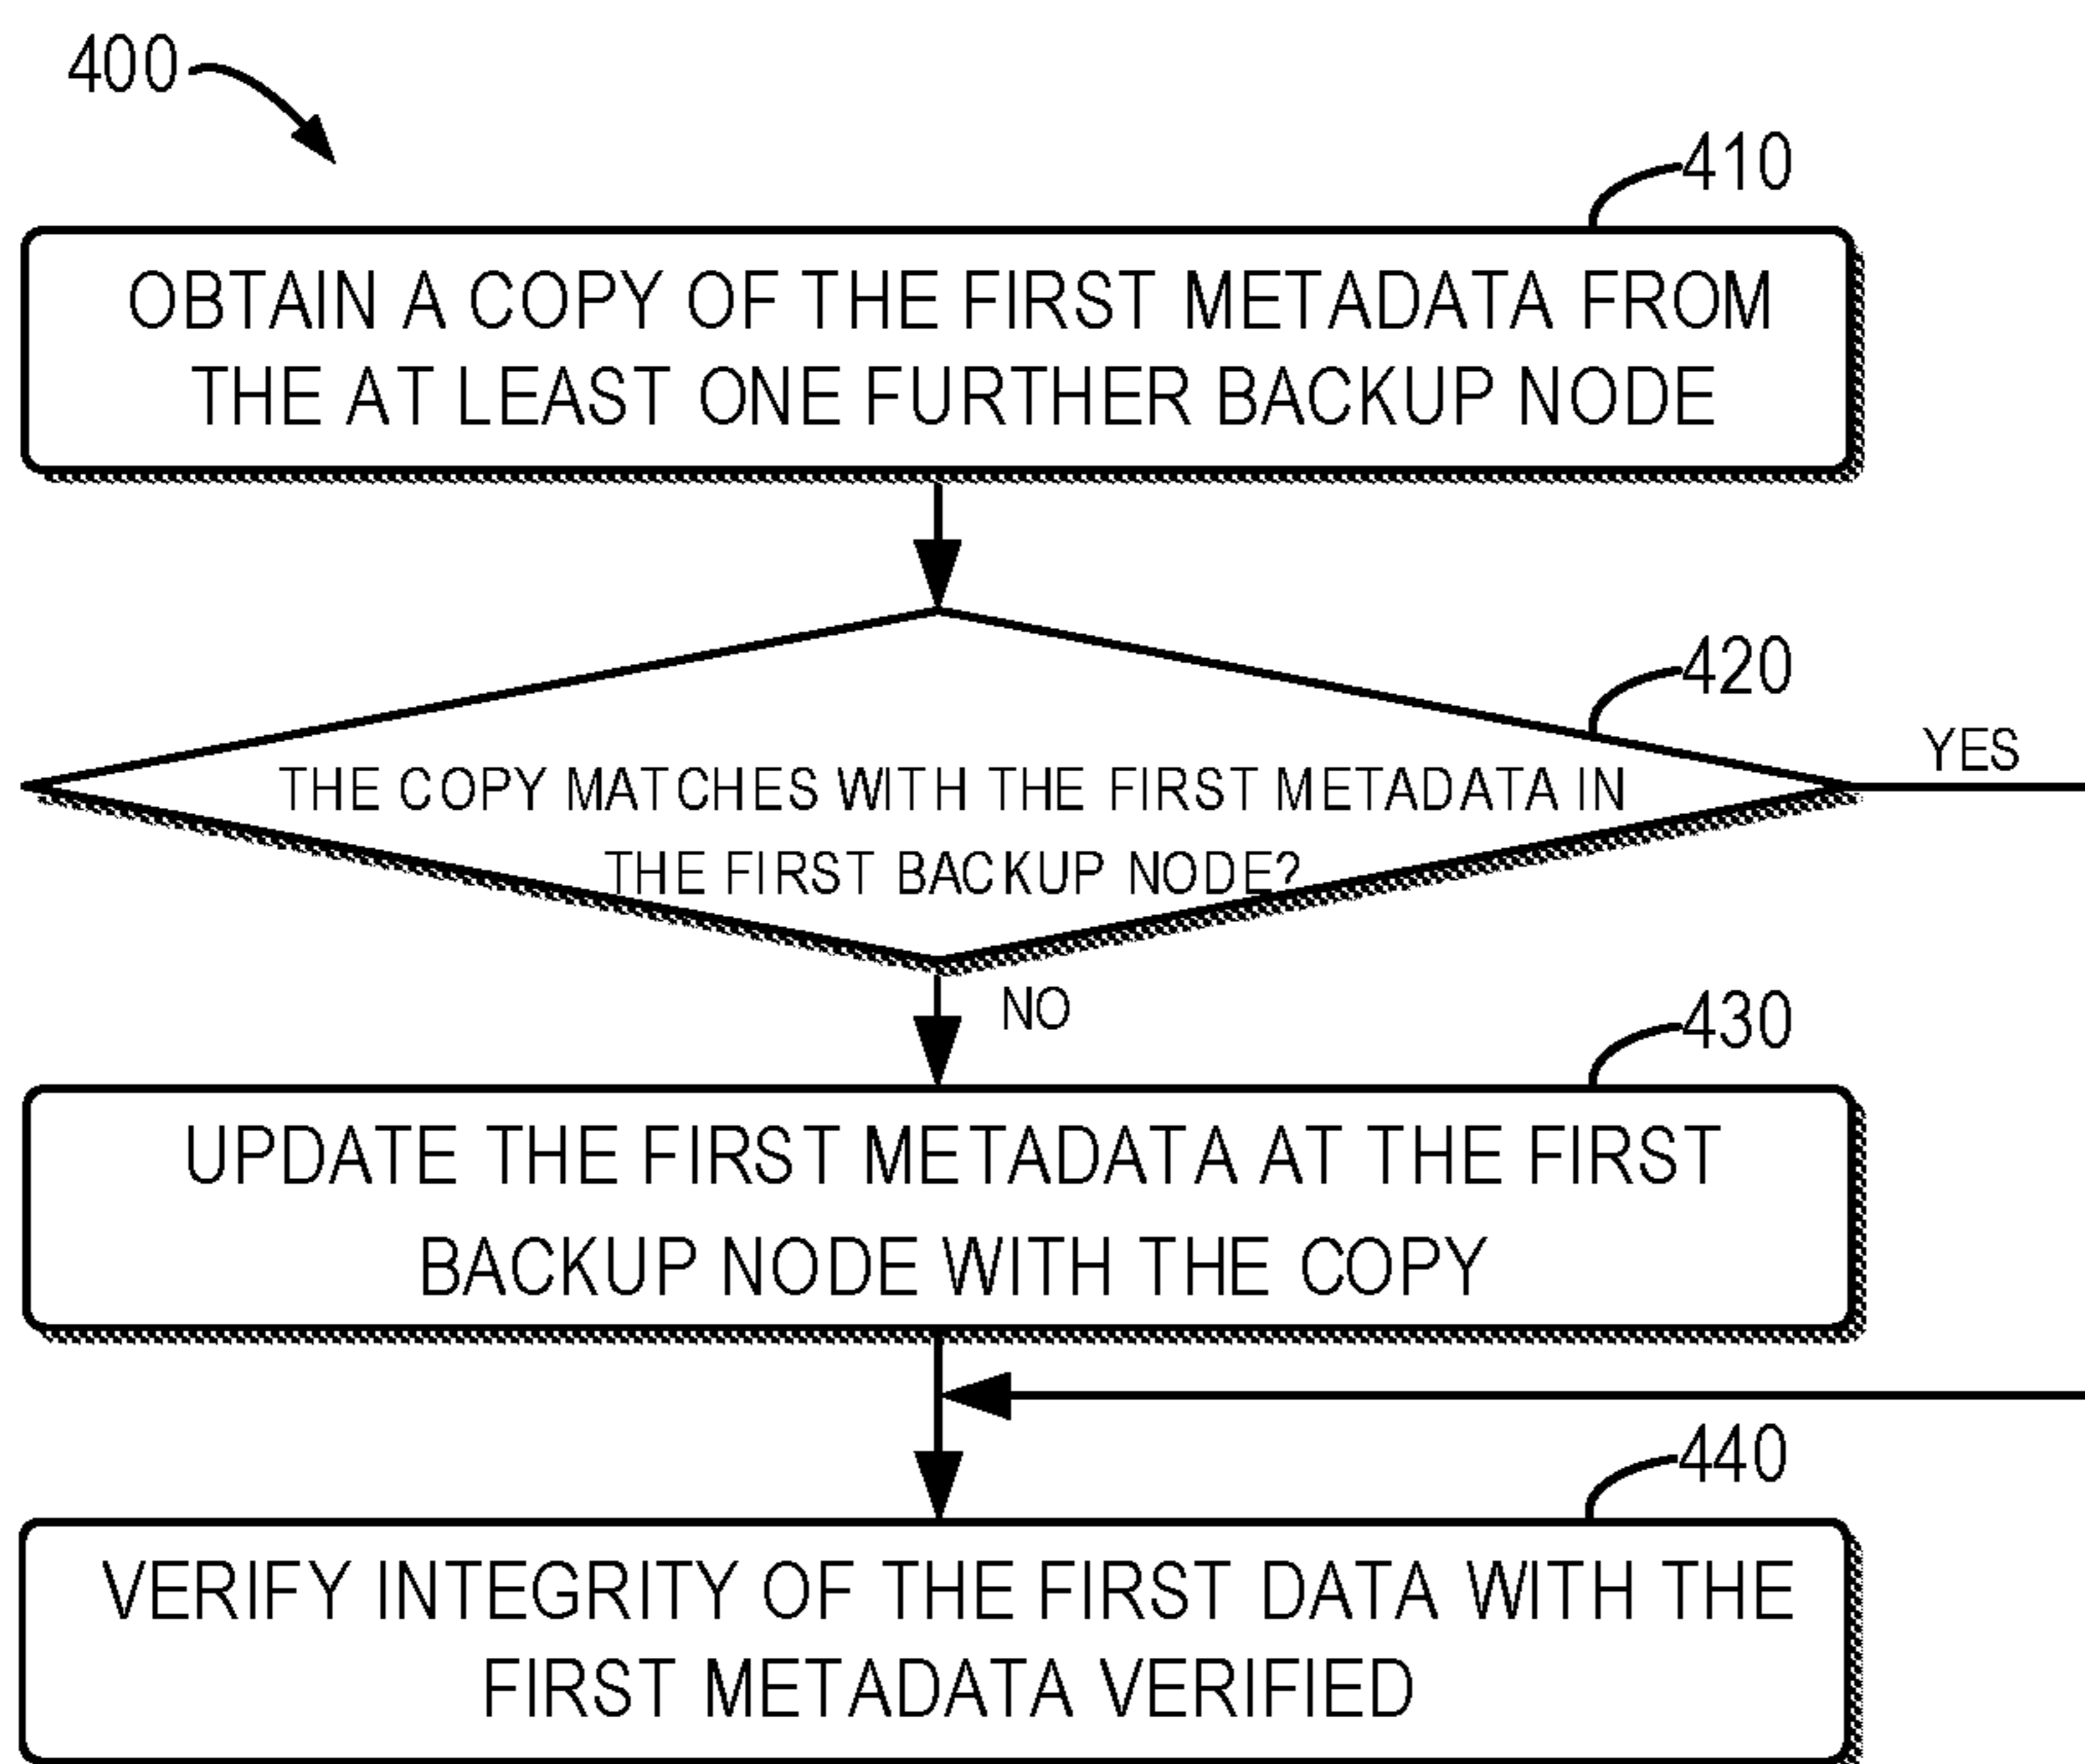 400
410
OBTAIN A COPY OF THE FIRST METADATA FROM
THE AT LEAST ONE FURTHER BACKUP NODE
420
YES
THE COPY MATCHES WITH THE FIRST METADATA IN
THE FIRST BACKUP NODE?
NO
430
UPDATE THE FIRST METADATA AT THE FIRST
BACKUP NODE WITH THE COPY
440
VERIFY INTEGRITY OF THE FIRST DATA WITH THE
FIRST METADATA VERIFIED